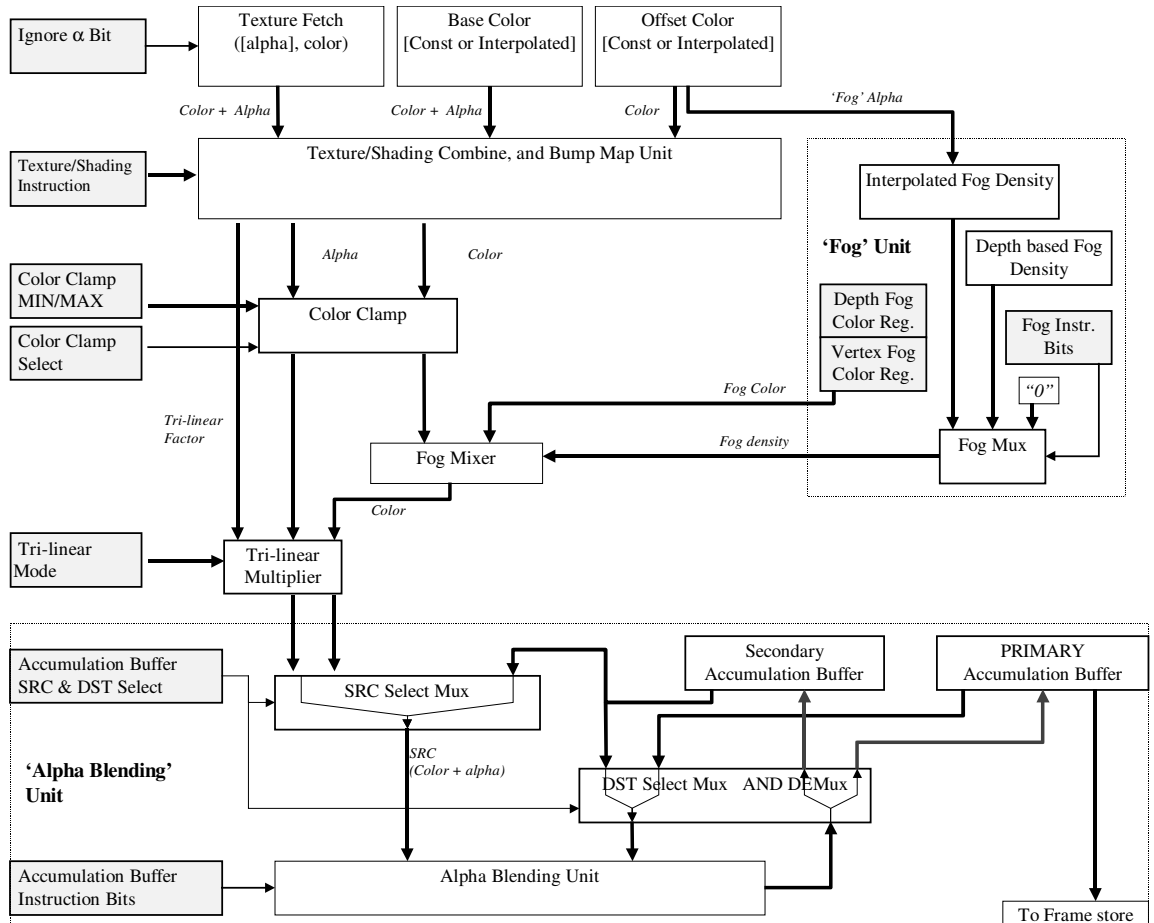 Ignore α Bit
Texture Fetch
([alpha], color)
Base Color
[Const or Interpolated]
Offset Color
[Const or Interpolated]
Color + Alpha
Color + Alpha
Color
‘Fog’ Alpha
Texture/Shading
Instruction
Texture/Shading Combine, and Bump Map Unit
Interpolated Fog Density
‘Fog’ Unit
Depth based Fog
Density
Alpha
Color
Color Clamp
MIN/MAX
Color Clamp
Color Clamp
Select
Depth Fog
Color Reg.
Vertex Fog
Color Reg.
Fog Instr.
Bits
“0”
Fog Color
Tri-linear
Factor
Fog Mixer
Fog density
Fog Mux
Color
Tri-linear
Mode
Tri-linear
Multiplier
Accumulation Buffer
SRC & DST Select
SRC Select Mux
Secondary
Accumulation Buffer
PRIMARY
Accumulation Buffer
‘Alpha Blending’
Unit
SRC
(Color + alpha)
DST Select Mux AND DEMux
Accumulation Buffer
Instruction Bits
Alpha Blending Unit
To Frame store